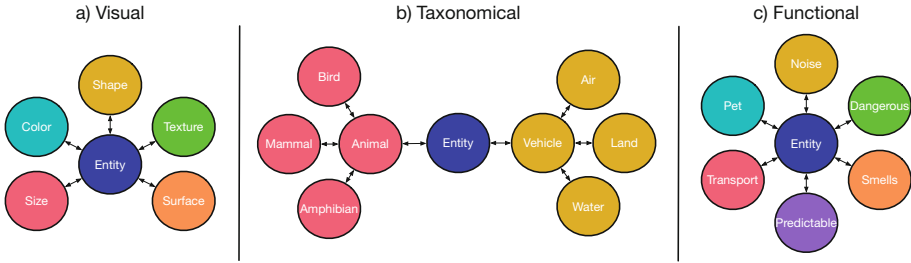 a) Visual
b) Taxonomical
c) Functional
Shape
Color
Texture
Entity
Size
Surface
Bird
Mammal
Animal
Amphibian
Entity
Vehicle
Air
Land
Water
Noise
Pet
Dangerous
Entity
Transport
Smells
Predictable